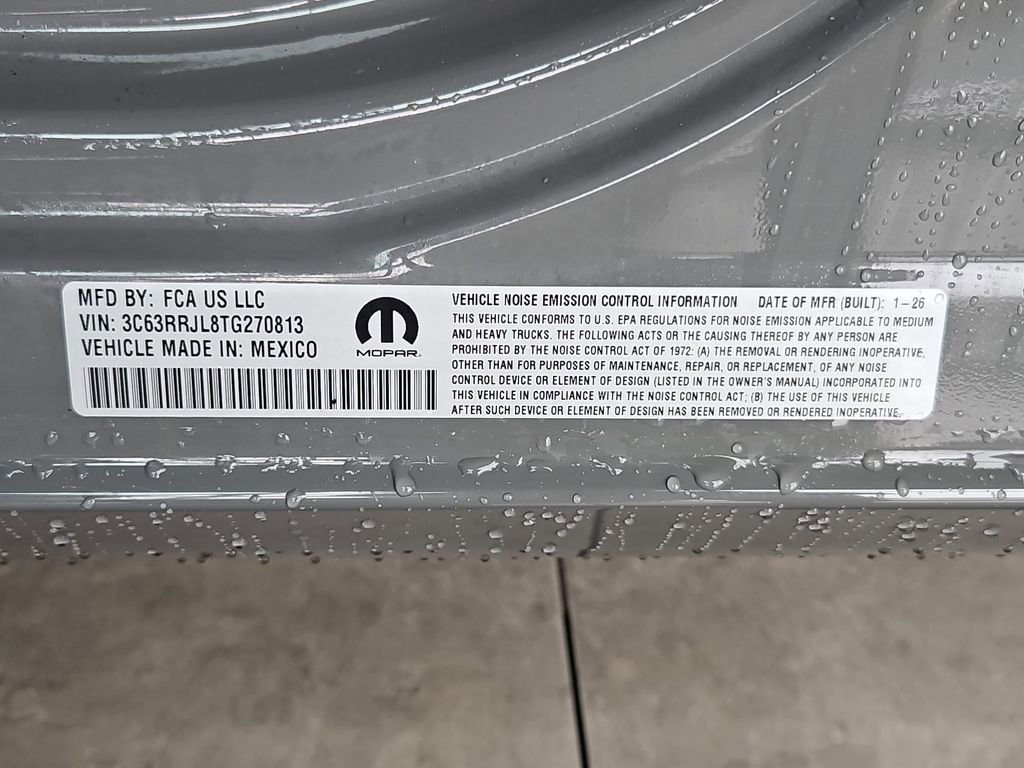 MFD BY: FCA US LLC
VIN: 3C63RRJL8TG270813
VEHICLE MADE IN: MEXICO
MOPAR
VEHICLE NOISE EMISSION CONTROL INFORMATION DATE OF MFR (BUILT): 1-26
THIS VEHICLE CONFORMS TO U.S. EPA REGULATIONS FOR NOISE EMISSION APPLICABLE TO MEDIUM
AND HEAVY TRUCKS. THE FOLLOWING ACTS OR THE CAUSING THEREOF BY ANY PERSON ARE
PROHIBITED BY THE NOISE CONTROL ACT OF 1972: (A) THE REMOVAL OR RENDERING INOPERATIVE,
OTHER THAN FOR PURPOSES OF MAINTENANCE, REPAIR, OR REPLACEMENT, OF ANY NOISE
CONTROL DEVICE OR ELEMENT OF DESIGN (LISTED IN THE OWNER'S MANUAL) INCORPORATED INTO
THIS VEHICLE IN COMPLIANCE WITH THE NOISE CONTROL ACT; (B) THE USE OF THIS VEHICLE
AFTER SUCH DEVICE OR ELEMENT OF DESIGN HAS BEEN REMOVED OR RENDERED INOPERATIVE.